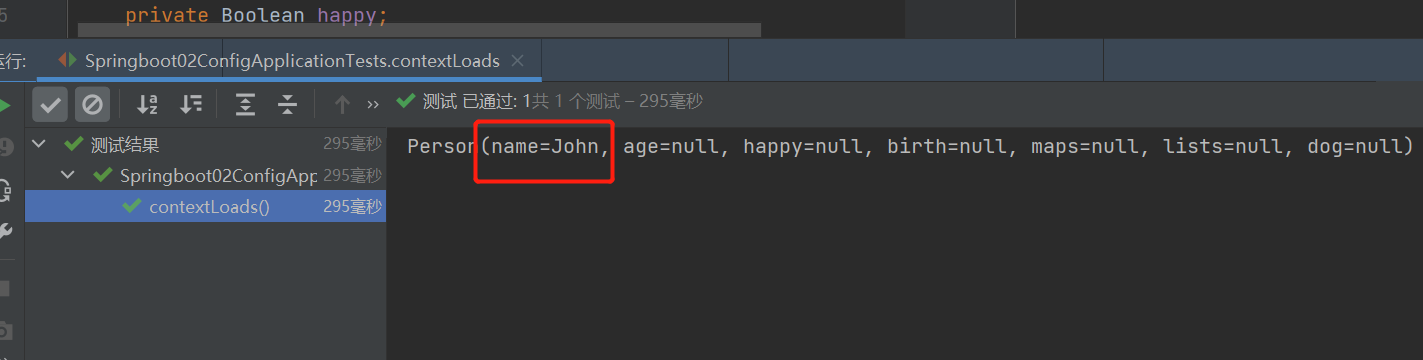 5 private Boolean happy;
运行: Springboot02ConfigApplicationTests.contextLoads
测试 已通过: 1共 1 个测试 – 295毫秒
测试结果 295毫秒
Person(name=John, age=null, happy=null, birth=null, maps=null, lists=null, dog=null)
Springboot02ConfigApp 295毫秒
contextLoads() 295毫秒